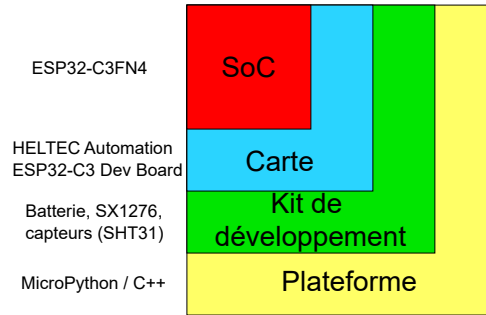 ESP32-C3FN4
SoC
HELTEC Automation
ESP32-C3 Dev Board
Carte
Batterie, SX1276,
capteurs (SHT31)
Kit de
développement
MicroPython / C++
Plateforme